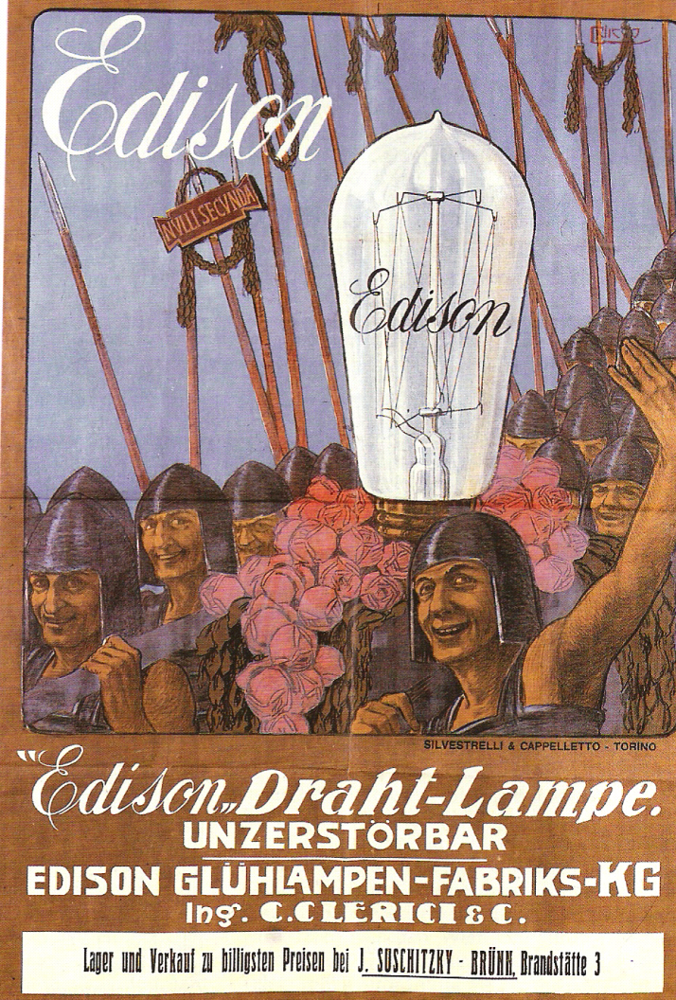 Edison
NVLLI SECVNDA
Edison
SILVESTRELLI & CAPPELLETTO - TORINO
"Edison„ Draht-Lampe.
UNZERSTÖRBAR
EDISON GLÜHLAMPEN-FABRIKS-KG
Ing. C. CLERICI & C.
Lager und Verkauf zu billigsten Preisen bei J. SUSCHITZKY - BRÜNN, Brandstätte 3